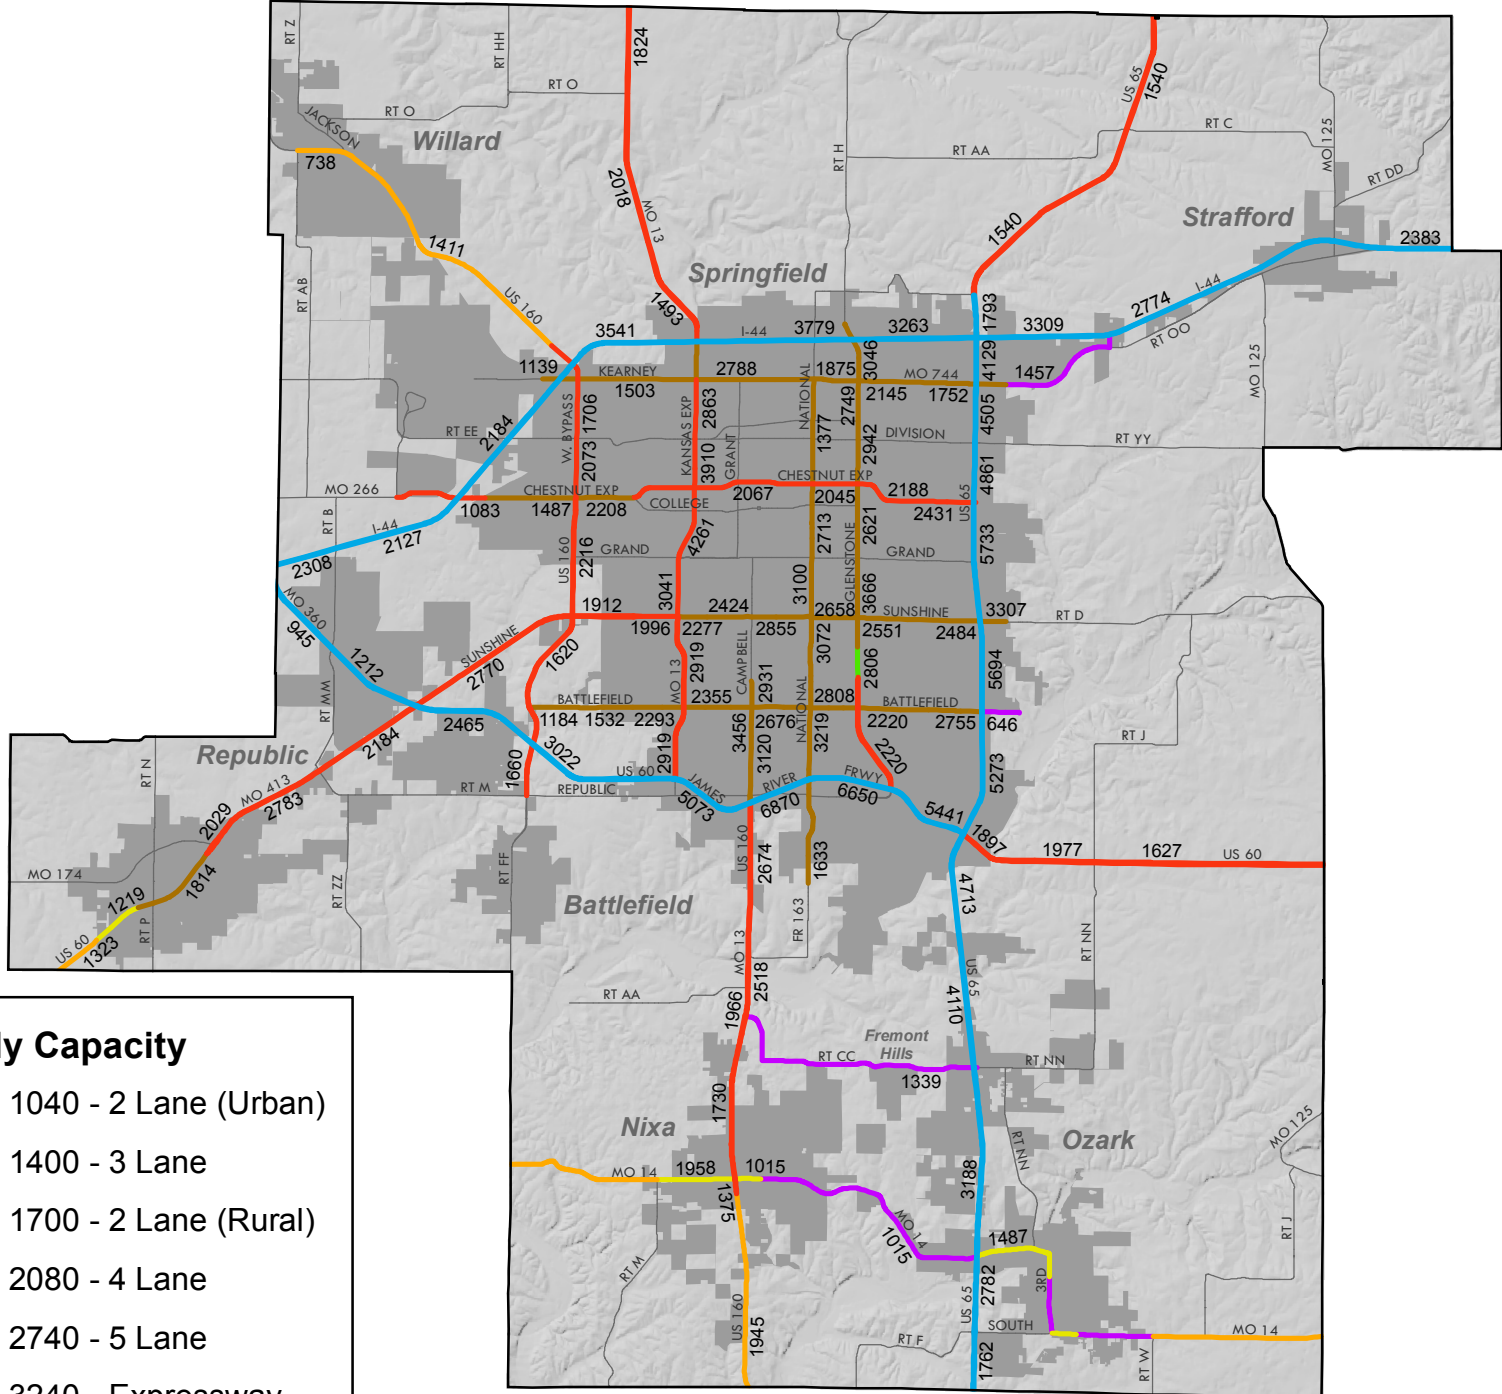 RT Z
RT HH
1824
US 65
1540
RT O
RT O
JACKSON
Willard
738
RT H
RT C
RT AA
MO 125
RT DD
2018
MO 13
Strafford
1540
2383
1411
RT AB
US 160
Springfield
1493
1793
2774
I-44
RT OO
3541
I-44
3779
3263
3309
3046
4129
MO 125
1139
KEARNEY
2788
1875
MO 744
1457
1503
2145
1752
W. BYPASS
1706
KANSAS EXP
2863
NATIONAL
1377
2749
4505
RT EE
2184
GRANT
2942
DIVISION
RT YY
2073
3910
4861
MO 266
CHESTNUT EXP
CHESTNUT EXP
2188
1083
1487
2208
COLLEGE
2067
2045
2431
US 65
RT B
I-44
2127
2713
2621
4261
5733
2308
US 160
2216
GRAND
GLENSTONE
GRAND
MO 360
945
1912
3041
2424
3100
2658
3666
SUNSHINE
3307
RT D
1996
2277
2855
2551
2484
SUNSHINE
2770
1620
2919
CAMPBELL
3072
2806
5694
1212
RT MM
MO 13
2931
BATTLEFIELD
2355
2808
BATTLEFIELD
1184
1532
2293
2676
2220
2755
646
NATIONAL
3219
2465
3456
3120
RT J
Republic
2184
3022
1660
2919
2220
5273
RT N
MO 413
2783
RT M
US 60
REPUBLIC
JAMES
RIVER
FRWY
5073
6870
6650
5441
2029
1897
1977
1627
US 60
US 160
2674
1633
MO 174
1814
RT ZZ
RT FF
4713
1219
RT P
Battlefield
FR 163
US 60
1323
MO 13
2518
US 65
RT NN
RT AA
1966
4110
Fremont
Hills
RT CC
1339
RT NN
1730
Nixa
Ozark
RT NN
MO 125
MO 14
1958
1015
1375
3188
MO 14
1015
1487
RT J
RT M
3RD
2782
US 65
US 160
1945
SOUTH
RT F
MO 14
1762
RT W
ly Capacity
1040 - 2 Lane (Urban)
1400 - 3 Lane
1700 - 2 Lane (Rural)
2080 - 4 Lane
2740 - 5 Lane
3240 - Expressway